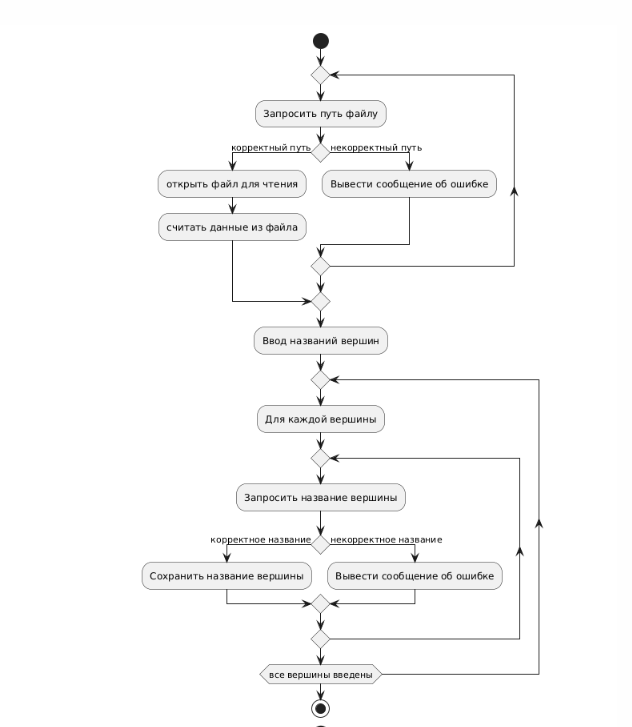 Запросить путь файлу
корректный путь
некорректный путь
открыть файл для чтения
Вывести сообщение об ошибке
считать данные из файла
Ввод названий вершин
Для каждой вершины
Запросить название вершины
корректное название
некорректное название
Сохранить название вершины
Вывести сообщение об ошибке
все вершины введены